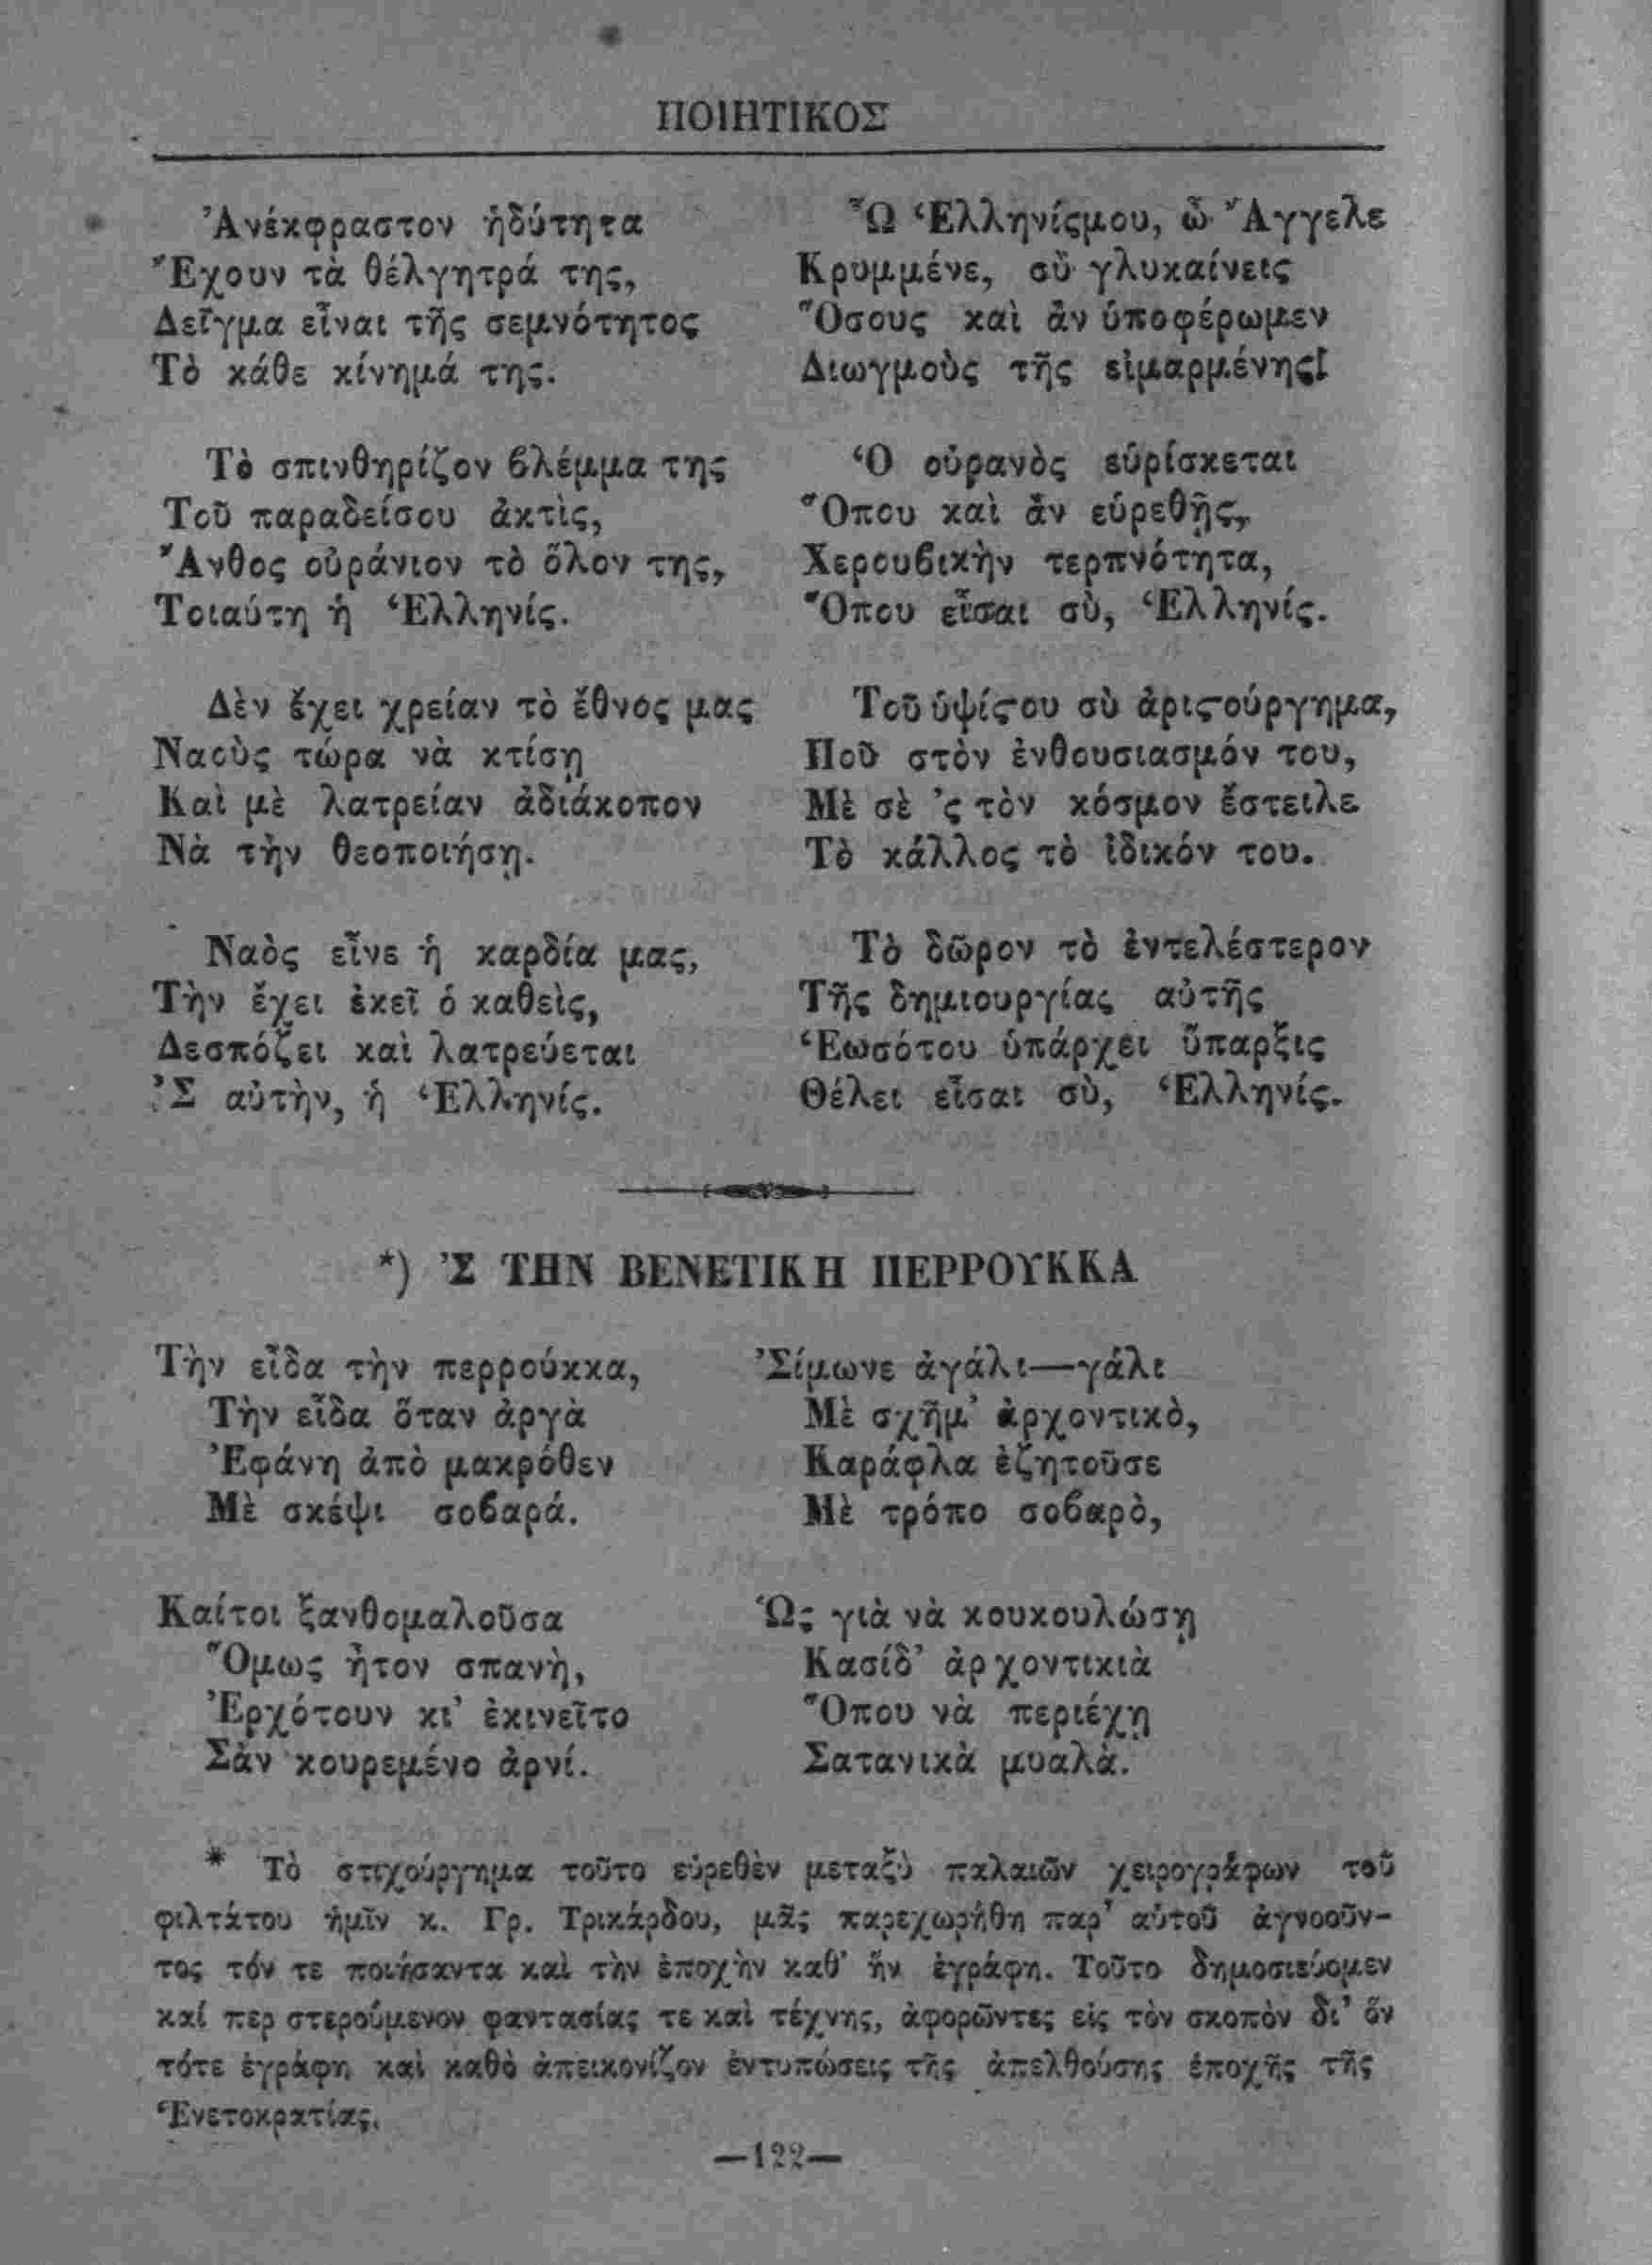 ΠΟΙΗΤΙΚΟΣ
Ἀνέκφραστον ἡδύτητα
Ἔχουν τὰ θέλγητρά της,
Δεῖγμα εἶναι τῆς σεμνότητος
Τὸ κάθε κίνημά της.
Τὸ σπινθηρίζον βλέμμα της
Τοῦ παραδείσου ἀκτὶς,
Ἄνθος οὐράνιον τὸ ὅλον της,
Τοιαύτη ἡ Ἑλληνίς.
Δὲν ἔχει χρείαν τὸ ἔθνος μας
Ναοὺς τώρα νὰ κτίσῃ
Καὶ μὲ λατρείαν ἀδιάκοπον
Νὰ τὴν θεοποιήσῃ.
Ναὸς εἶνε ἡ καρδία μας,
Τὴν ἔχει ἐκεῖ ὁ καθεὶς,
Δεσπόζει καὶ λατρεύεται
Ἐ̓Σ αὐτὴν, ἡ Ἑλληνίς.
Ὦ Ἑλληνίςμου, ὦ Ἄγγελε
Κρυμμένε, σὺ γλυκαίνεις
Ὅσους καὶ ἂν ὑποφέρωμεν
Διωγμοὺς τῆς εἱμαρμένης!
Ὁ οὐρανὸς εὑρίσκεται
Ὅπου καὶ ἂν εὑρεθῇς,
Χερουβικὴν τερπνότητα,
Ὅπου εἶσαι σὺ, Ἑλληνίς.
Τοῦ ὑψίστου σὺ ἀριστούργημα,
Ποῦ στὸν ἐνθουσιασμόν του,
Μὲ σὲ ’ς τὸν κόσμον ἔστειλε
Τὸ κάλλος τὸ ἰδικόν του.
Τὸ δῶρον τὸ ἐντελέστερον
Τῆς δημιουργίας αὐτῆς
Ἑωσότου ὑπάρχει ὕπαρξις
Θέλει εἶσαι σὺ, Ἑλληνίς.
*) ’Σ ΤΗΝ ΒΕΝΕΤΙΚΗ ΠΕΡΡΟΥΚΚΑ
Τὴν εἶδα τὴν περρούκκα,
Τὴν εἶδα ὅταν ἀργὰ
Ἐφάνη ἀπὸ μακρόθεν
Μὲ σκέψι σοβαρά.
Καίτοι ξανθομαλοῦσα
Ὅμως ἦτον σπανὴ,
Ἐρχότουν κι’ ἐκινεῖτο
Σὰν κουρεμένο ἀρνί.
’Σίμωνε ἀγάλι—γάλι
Μὲ σχῆμ’ ἀρχοντικὸ,
Καράφλα ἐζητοῦσε
Μὲ τρόπο σοβαρὸ,
Ὡς γιὰ νὰ κουκουλώσῃ
Κασίδ’ ἀρχοντικιὰ
Ὅπου νὰ περιέχῃ
Σατανικὰ μυαλὰ.
* Τὸ στιχούργημα τοῦτο εὑρεθὲν μεταξὺ παλαιῶν χειρογράφων τοῦ
φιλτάτου ἡμῖν κ. Γρ. Τρικάρδου, μᾶς παρεχωρήθη παρ’ αὐτοῦ ἀγνοοῦν-
τος τόν τε ποιήσαντα καὶ τὴν ἐποχὴν καθ’ ἣν ἐγράφη. Τοῦτο δημοσιεύομεν
καί περ στερούμενον φαντασίας τε καὶ τέχνης, ἀφορῶντες εἰς τὸν σκοπὸν δι’ ὃν
τότε ἐγράφη καὶ καθὸ ἀπεικονίζον ἐντυπώσεις τῆς ἀπελθούσης ἐποχῆς τῆς
Ἑνετοκρατίας.
—122—